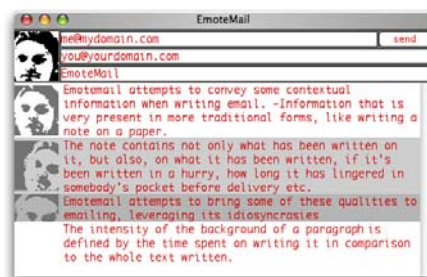 EmoteMail
me@mydomain.com
send
you@yourdomain.com
EmoteMail
Emotemail attempts to convey some contextual
information when writing email. -Information that is
very present in more traditional forms, like writing a
note on a paper.
The note contains not only what has been written on
it, but also, on what it has been written, if it's
been written in a hurry, how long it has lingered in
somebody's pocket before delivery etc.
Emotemail attempts to bring some of these qualities to
emailing, leveraging its idiosyncrasies
The intensity of the background of a paragraph is
defined by the time spent on writing it in comparison
to the whole text written.